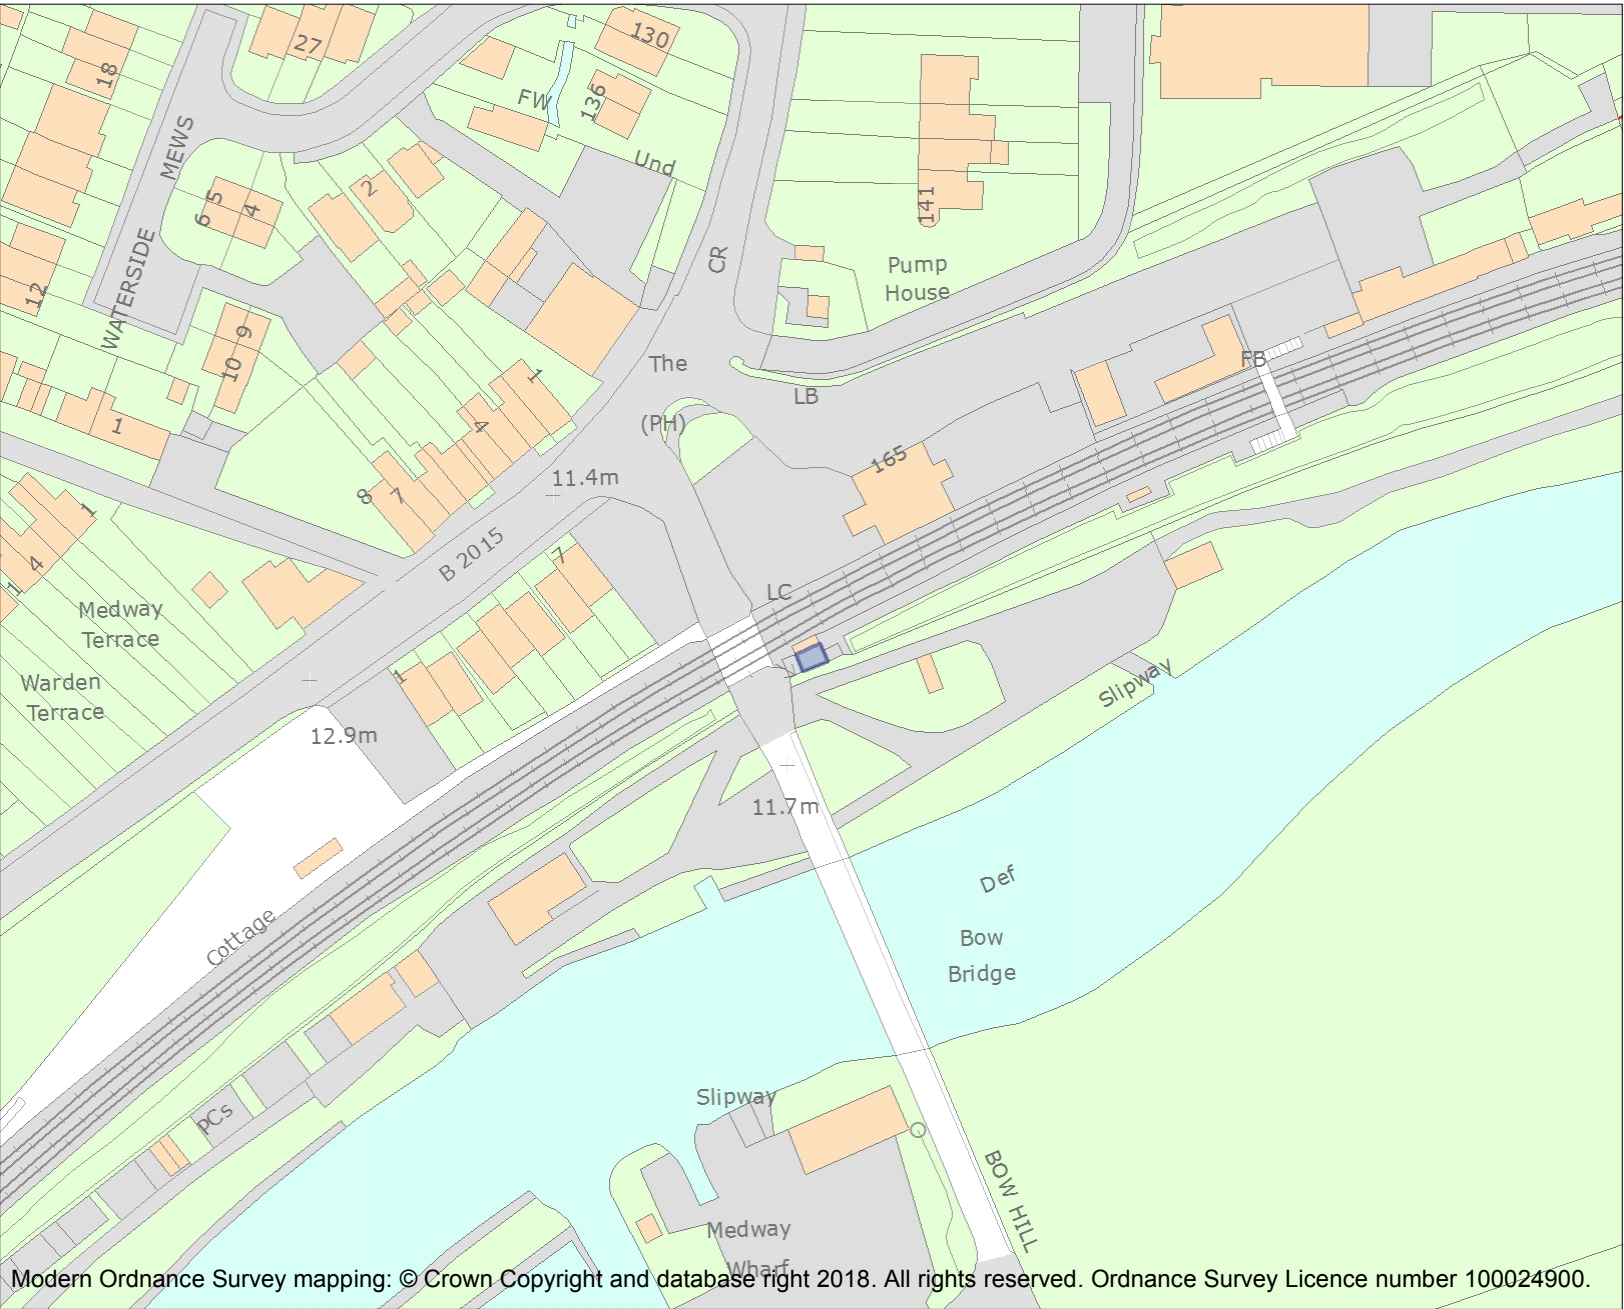 27
130
18
FW
136
MEWS
Und
2
5
6
4
141
CR
WATERSIDE
Pump
House
12
9
10
The
FB
1
LB
1
4
(PH)
165
11.4m
8
7
1
4
1
B 2015
7
LC
Medway
Terrace
1
Warden
Terrace
Slipway
12.9m
11.7m
Def
Bow
Bridge
Cottage
Slipway
PCs
BOW HILL
Medway
Wharf
Modern Ordnance Survey mapping: © Crown Copyright and database right 2018. All rights reserved. Ordnance Survey Licence number 100024900.